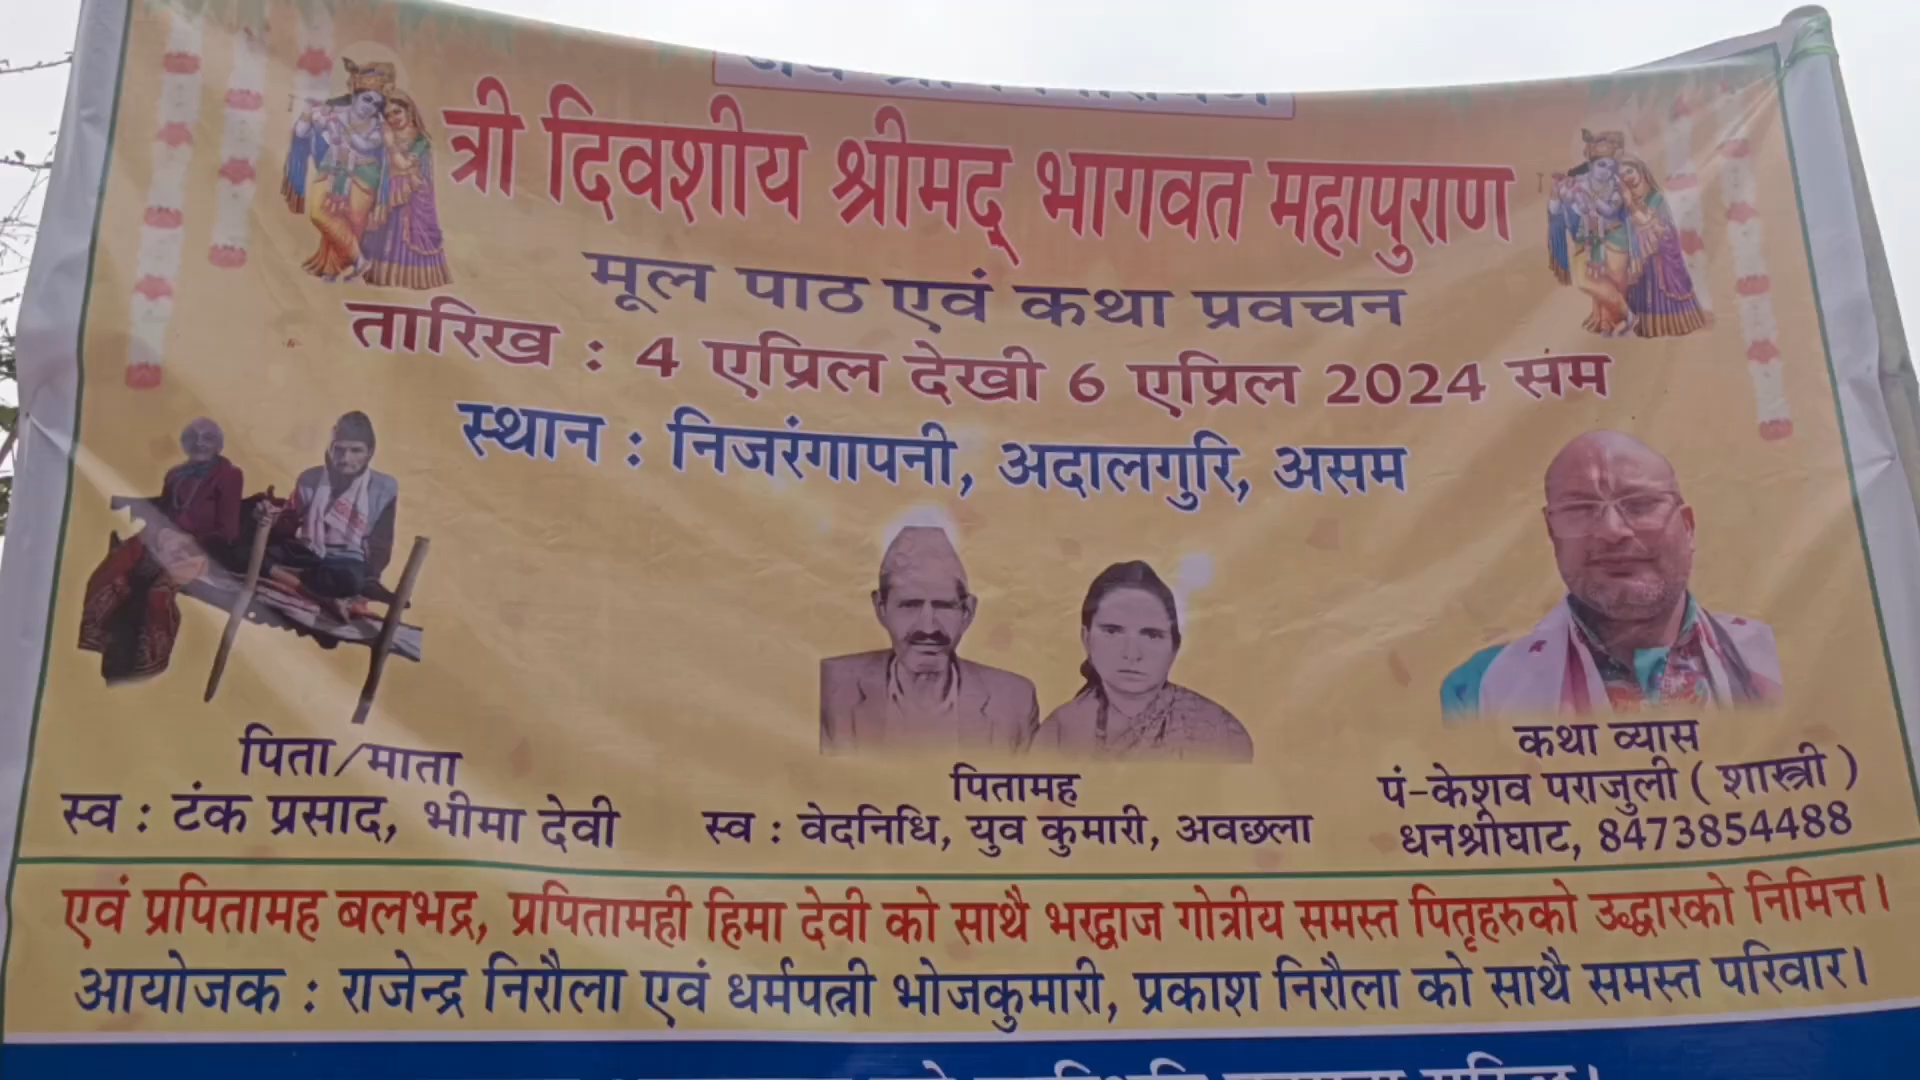 त्री दिवशीय श्रीमद् भागवत महापुराण
मूल पाठ एवं कथा प्रवचन
तारिख : 4 एप्रिल देखी 6 एप्रिल 2024 संम
स्थान : निजरंगापनी, अदालगुरि, असम
पिता/माता
स्व : टंक प्रसाद, भीमा देवी
पितामह
स्व : वेदनिधि, युव कुमारी, अवछला
कथा व्यास
पं-केशव पराजुली ( शास्त्री )
धनश्रीघाट, 8473854488
एवं प्रपितामह बलभद्र, प्रपितामही हिमा देवी को साथै भरद्वाज गोत्रीय समस्त पितृहरुको उद्धारको निमित्त।
आयोजक : राजेन्द्र निरौला एवं धर्मपत्नी भोजकुमारी, प्रकाश निरौला को साथै समस्त परिवार।